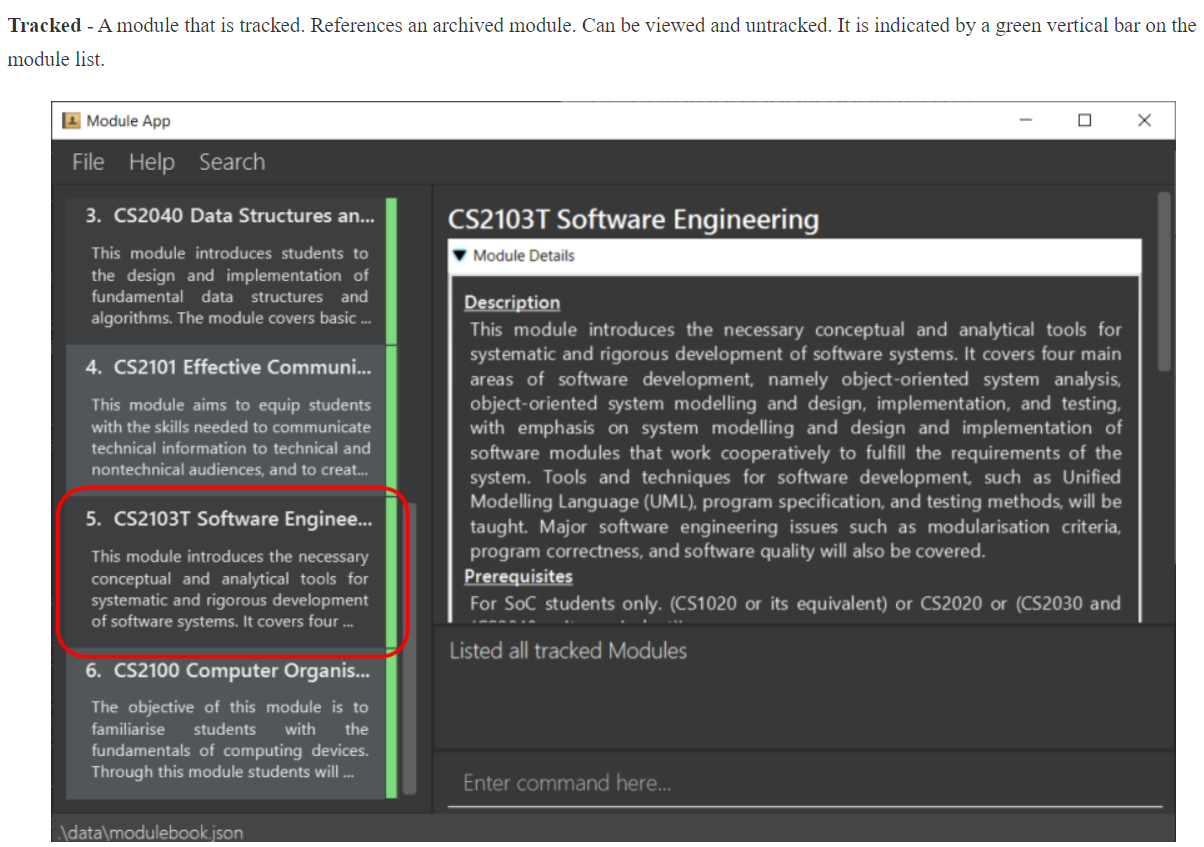 Tracked - A module that is tracked. References an archived module. Can be viewed and untracked. It is indicated by a green vertical bar on the
module list.
Module App
File Help Search
3. CS2040 Data Structures an...
This module introduces students to
the design and implementation of
fundamental data structures and
algorithms. The module covers basic ...
4. CS2101 Effective Communi...
This module aims to equip students
with the skills needed to communicate
technical information to technical and
nontechnical audiences, and to creat...
5. CS2103T Software Enginee...
This module introduces the necessary
conceptual and analytical tools for
systematic and rigorous development
of software systems. It covers four ...
6. CS2100 Computer Organis...
The objective of this module is to
familiarise students with the
fundamentals of computing devices.
Through this module students will ...
CS2103T Software Engineering
Module Details
Description
This module introduces the necessary conceptual and analytical tools for
systematic and rigorous development of software systems. It covers four main
areas of software development, namely object-oriented system analysis,
object-oriented system modelling and design, implementation, and testing,
with emphasis on system modelling and design and implementation of
software modules that work cooperatively to fulfill the requirements of the
system. Tools and techniques for software development, such as Unified
Modelling Language (UML), program specification, and testing methods, will be
taught. Major software engineering issues such as modularisation criteria,
program correctness, and software quality will also be covered.
Prerequisites
For SoC students only. (CS1020 or its equivalent) or CS2020 or (CS2030 and
Listed all tracked Modules
Enter command here...
.\data\modulebook.json